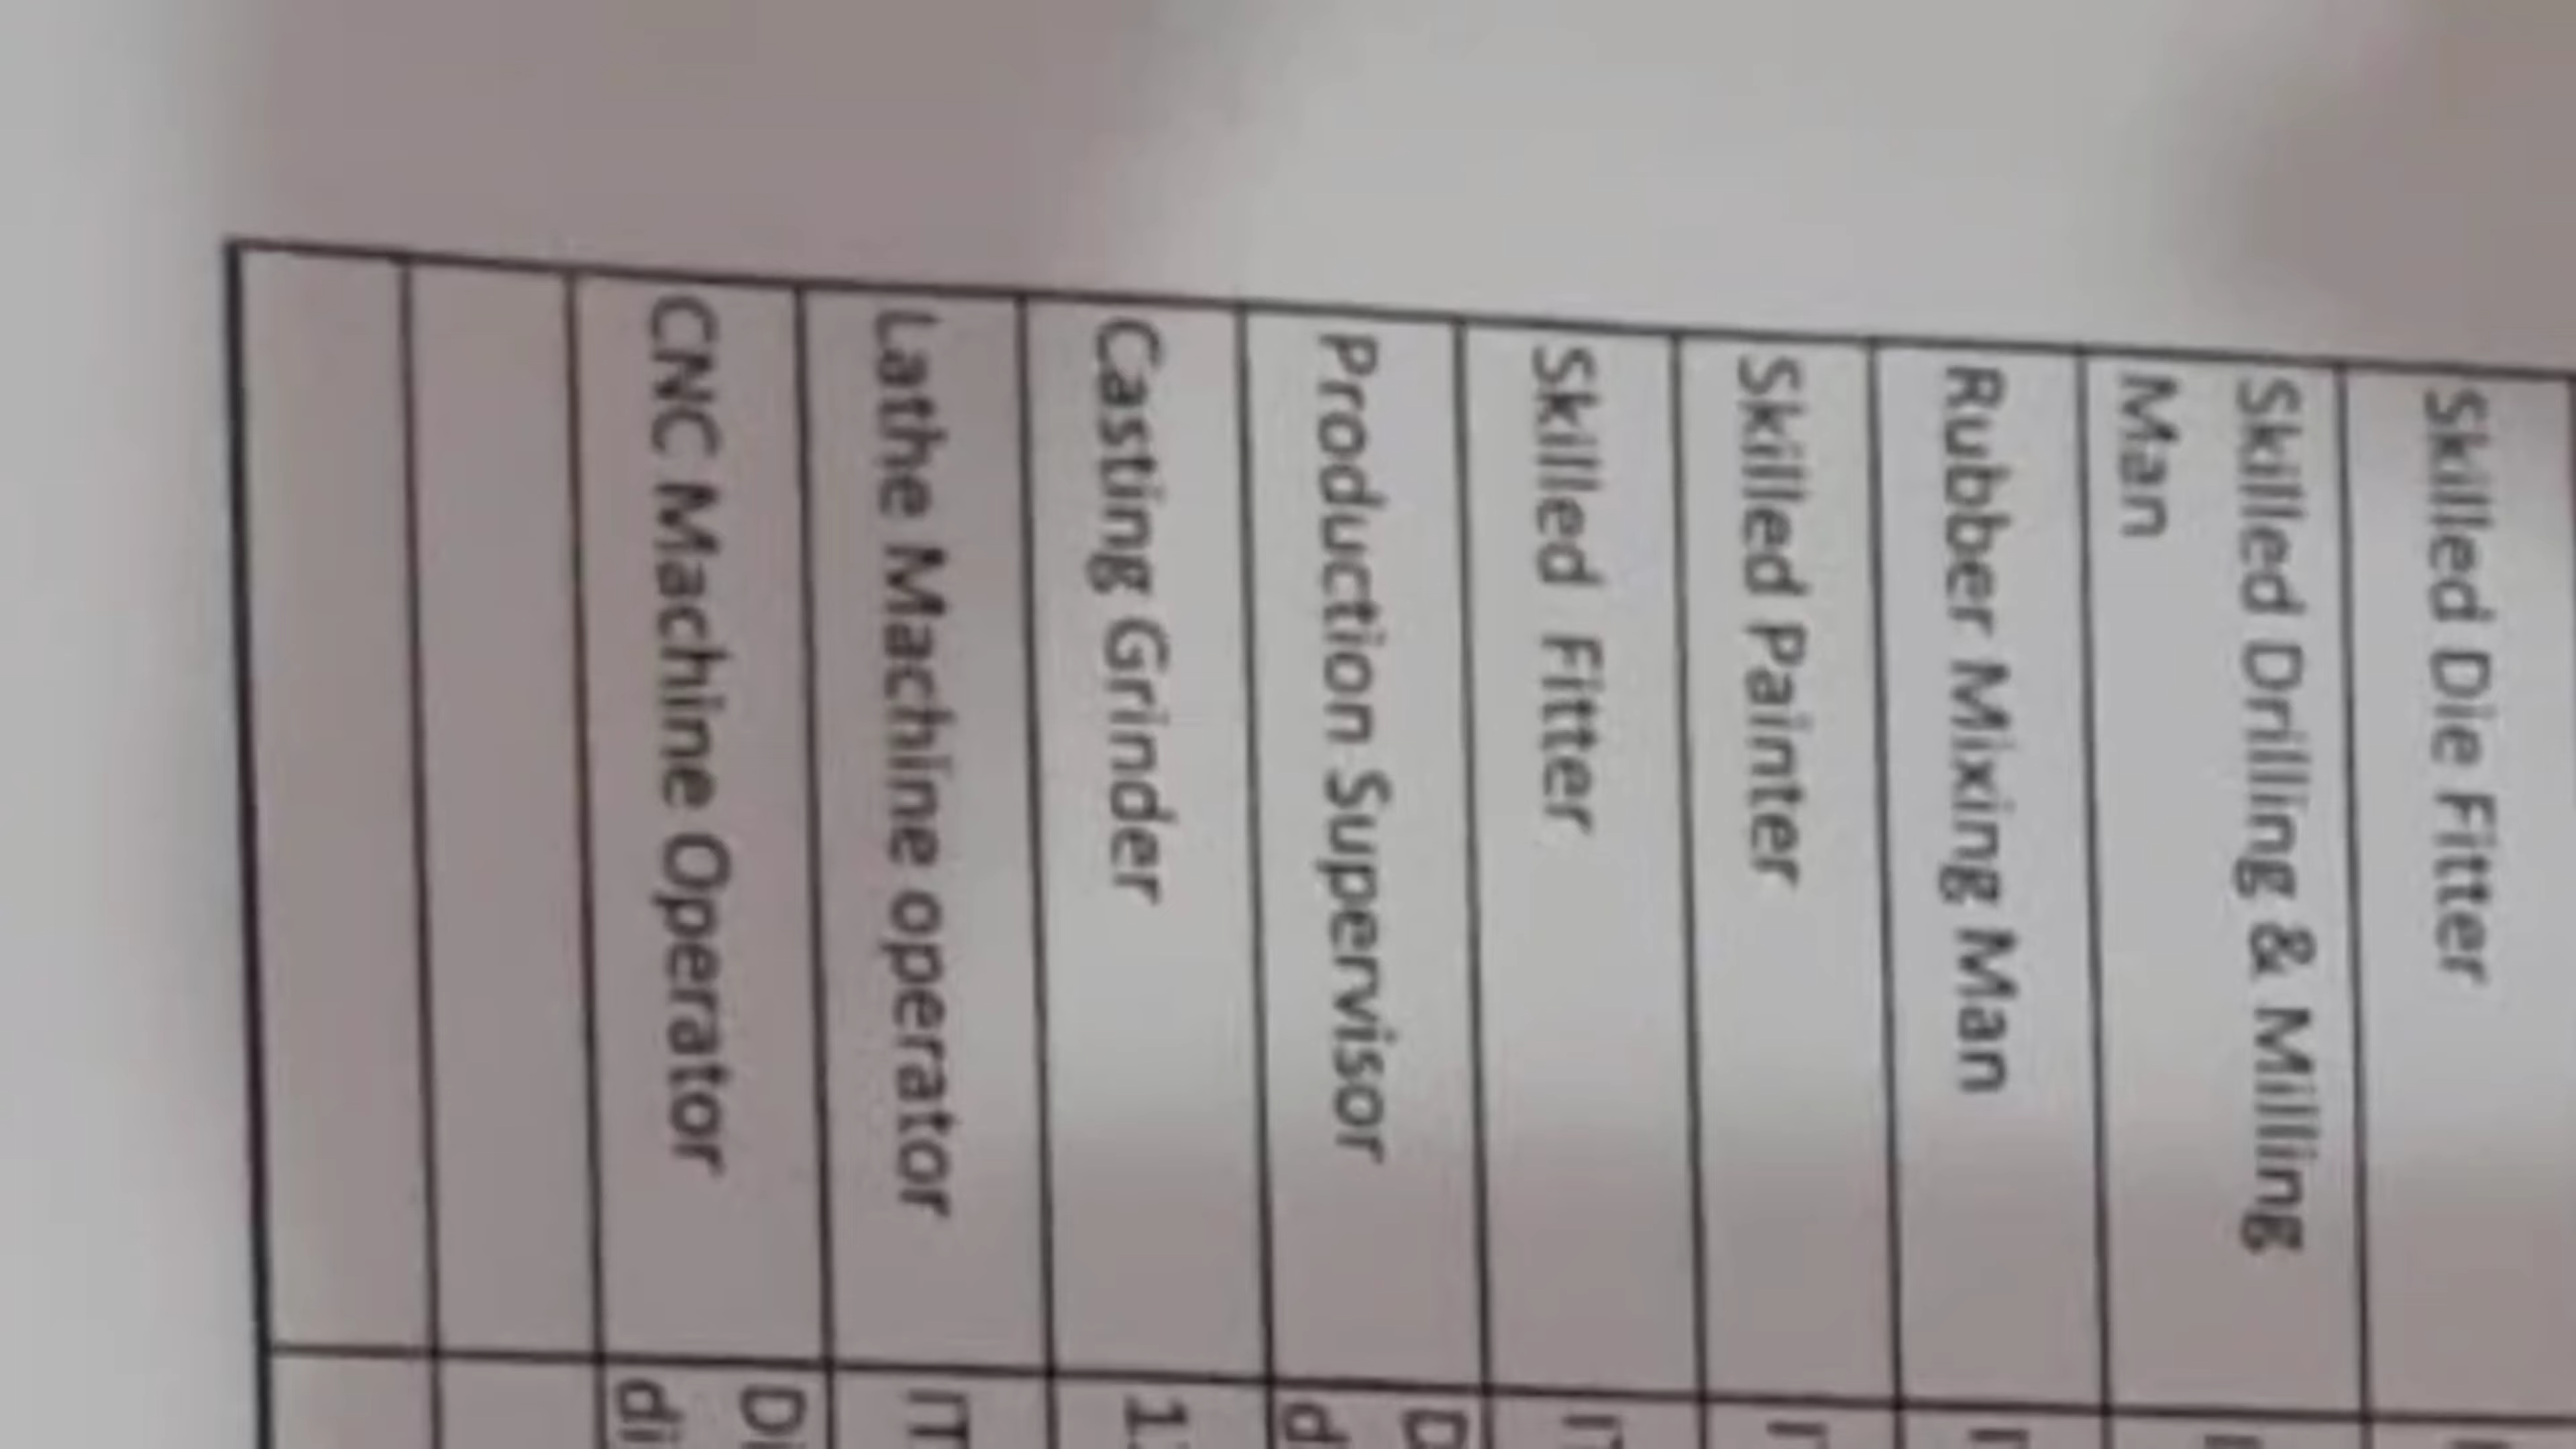 Skilled Die Fitter
Skilled Drilling & Milling
Man
Rubber Mixing Man
Skilled Painter
Skilled Fitter
Production Supervisor
Casting Grinder
Lathe Machine operator
CNC Machine Operator